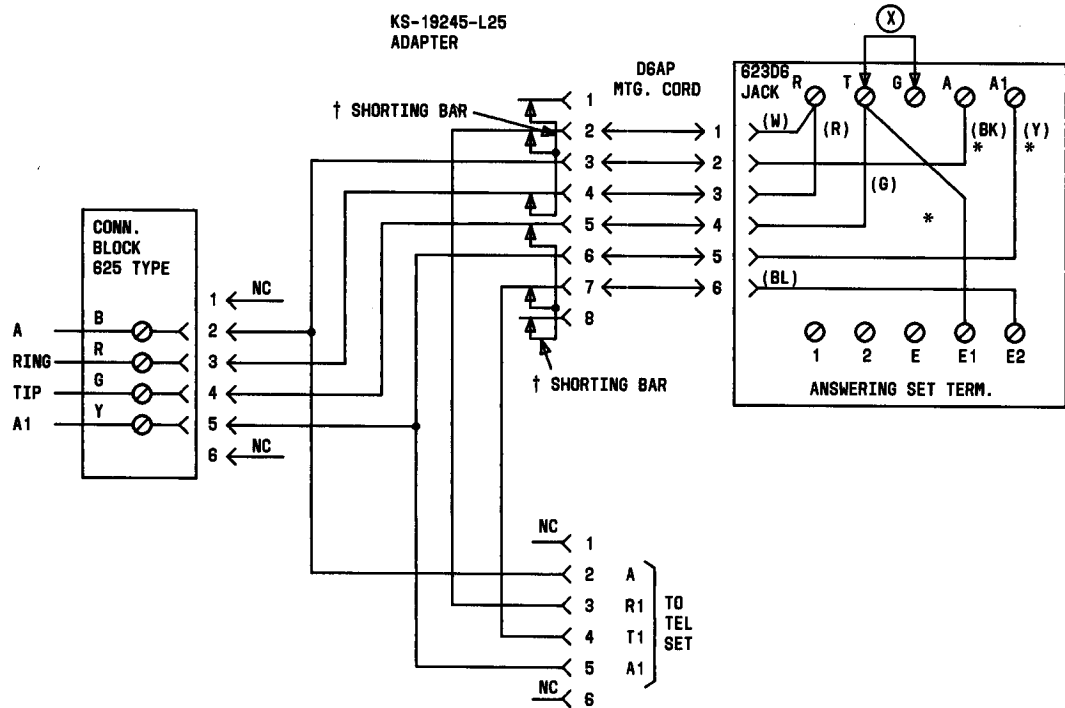 KS-19245-L25
ADAPTER
X
D6AP
MTG. CORD
623D6
JACK
R
T
G
A
A1
† SHORTING BAR
1
2
3
4
5
6
7
8
1
2
3
4
5
6
(W)
(R)
(BK)
*
(Y)
*
(G)
*
(BL)
1
2
E
E1
E2
ANSWERING SET TERM.
† SHORTING BAR
CONN.
BLOCK
625 TYPE
1 NC
A B 2
RING R 3
TIP G 4
A1 Y 5
6 NC
NC 1
2 A
3 R1
4 T1
5 A1
NC 6
TO
TEL
SET